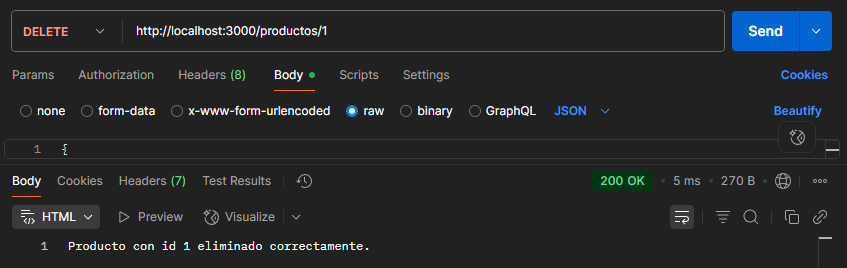 DELETE http://localhost:3000/productos/1 Send
Params Authorization Headers (8) Body Scripts Settings Cookies
none form-data x-www-form-urlencoded raw binary GraphQL JSON Beautify
1 {
Body Cookies Headers (7) Test Results 200 OK • 5 ms • 270 B •
HTML Preview Visualize
1 Producto con id 1 eliminado correctamente.